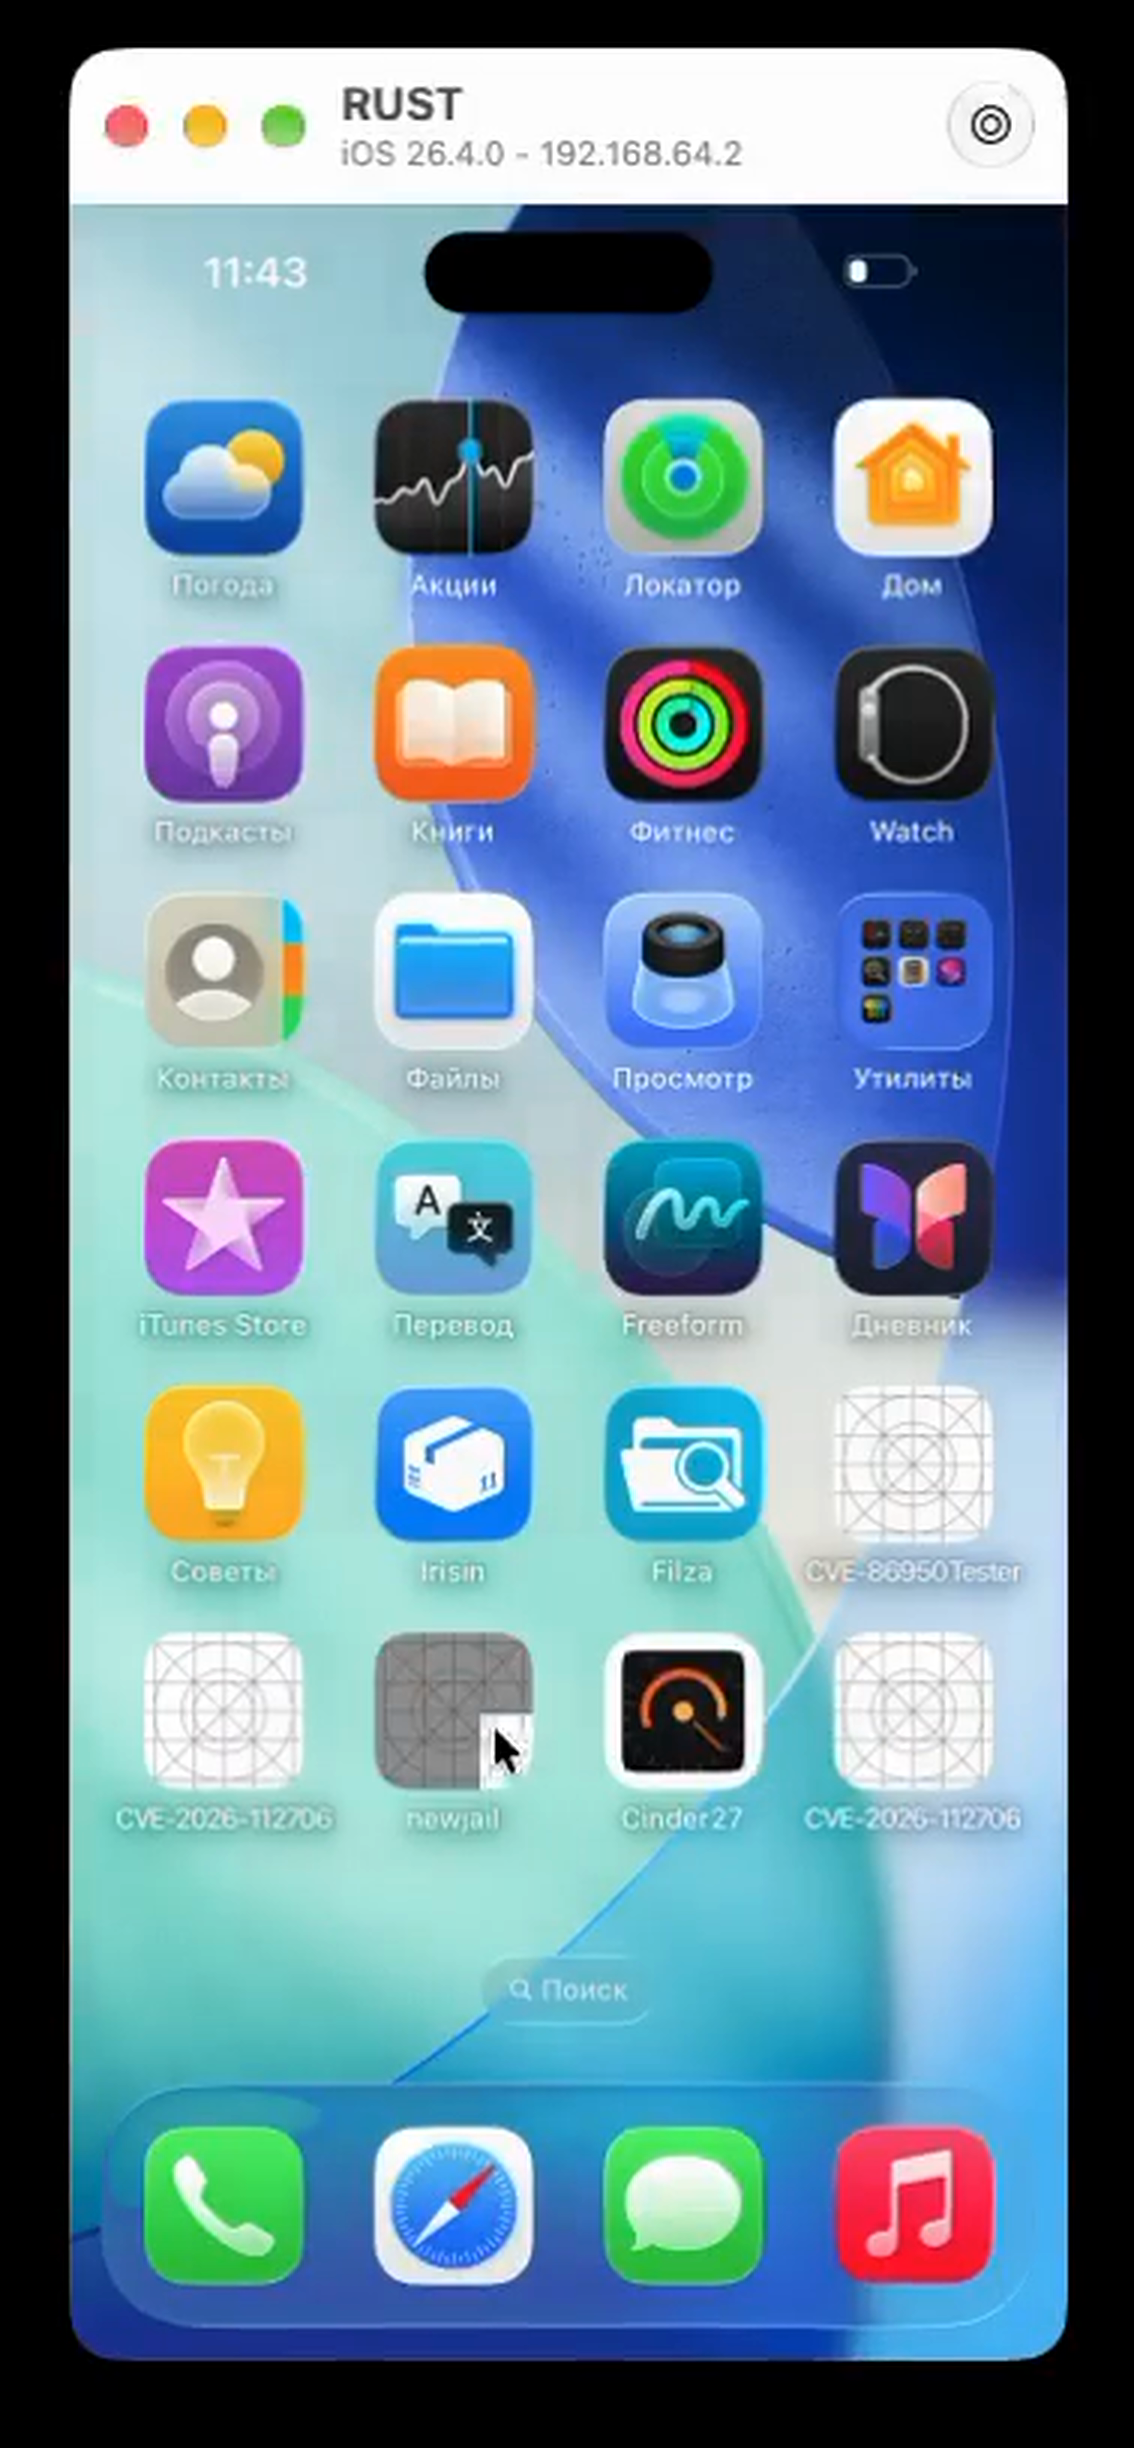 RUST
iOS 26.4.0 - 192.168.64.2
11:43
Погода
Акции
Локатор
Дом
Подкасты
Книги
Фитнес
Watch
Контакты
Файлы
Просмотр
Утилиты
A
文
iTunes Store
Перевод
Freeform
Дневник
Советы
Irisin
Filza
CVE-86950Tester
CVE-2026-112706
newjail
Cinder27
CVE-2026-112706
Поиск